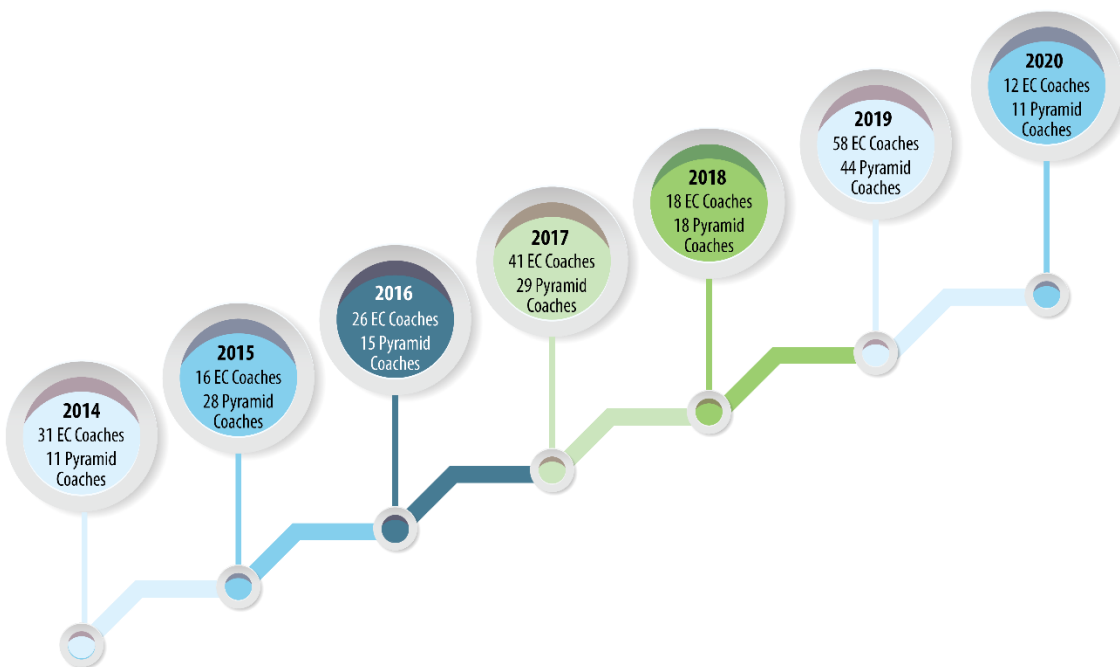 2014
31 EC Coaches
11 Pyramid
Coaches
2015
16 EC Coaches
28 Pyramid
Coaches
2016
26 EC Coaches
15 Pyramid
Coaches
2017
41 EC Coaches
29 Pyramid
Coaches
2018
18 EC Coaches
18 Pyramid
Coaches
2019
58 EC Coaches
44 Pyramid
Coaches
2020
12 EC Coaches
11 Pyramid
Coaches